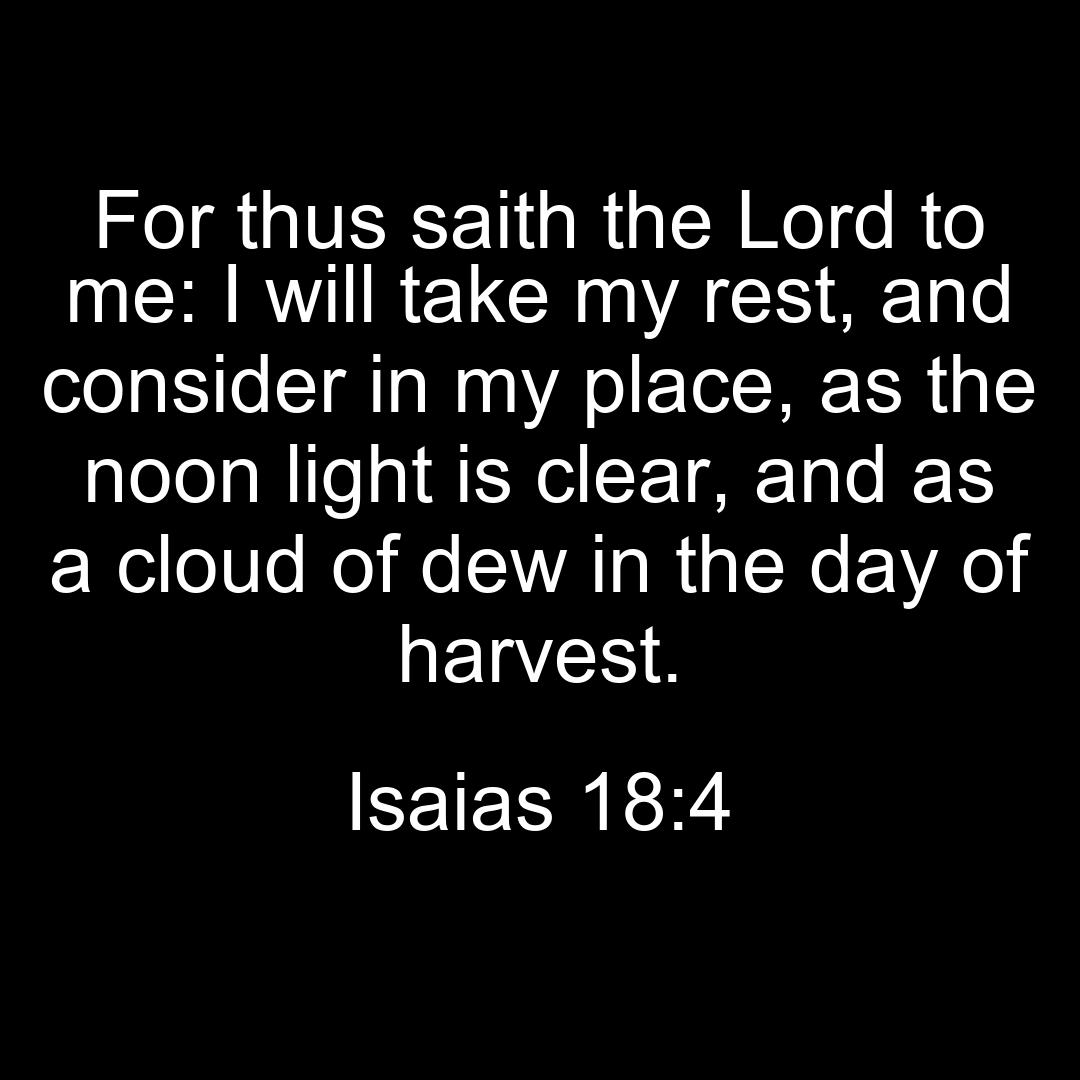 For thus saith the Lord to
me: I will take my rest, and
consider in my place, as the
noon light is clear, and as
a cloud of dew in the day of
harvest.
Isaias 18:4